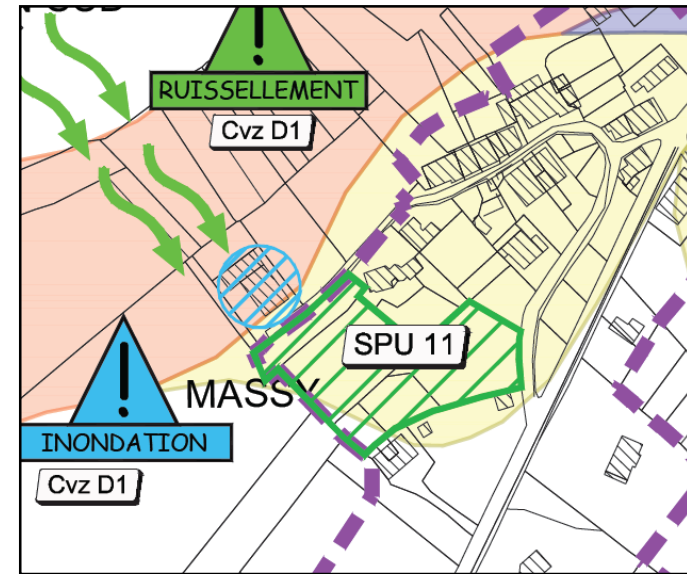 RUISSELLEMENT
Cvz D1
SPU 11
MASSY
INONDATION
Cvz D1